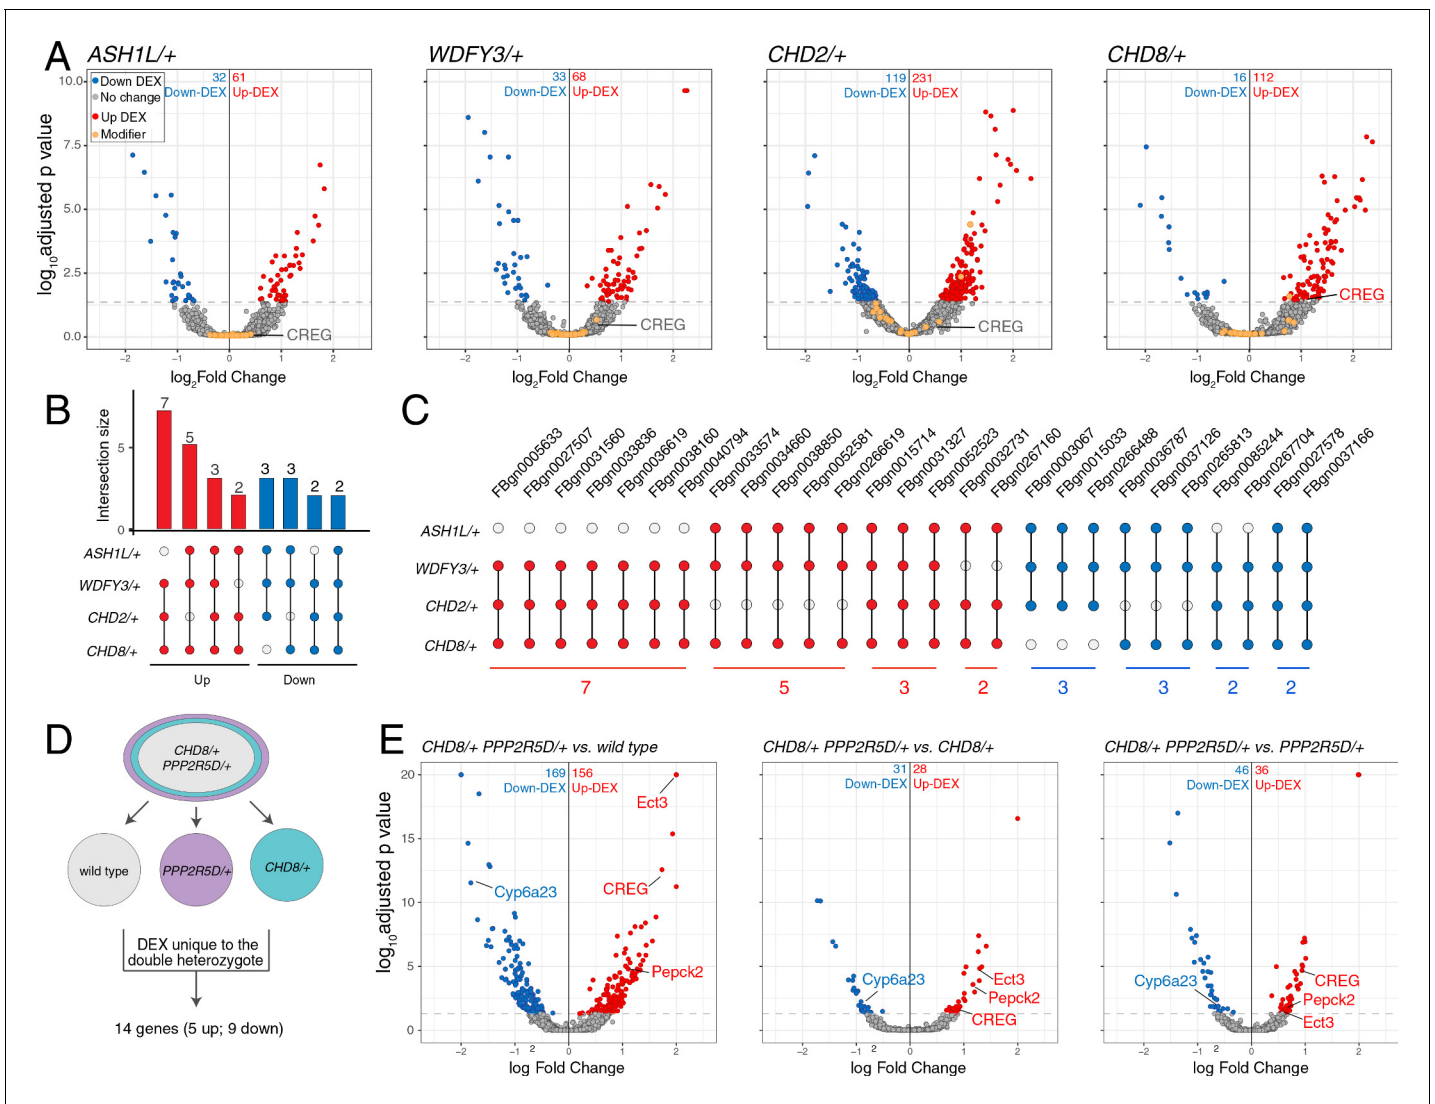 A
ASH1L/+
WDFY3/+
CHD2/+
CHD8/+
Down DEX
No change
Up DEX
Modifier
32 61
Down-DEX Up-DEX
33 68
Down-DEX Up-DEX
119 231
Down-DEX Up-DEX
16 112
Down-DEX Up-DEX
10.0
7.5
5.0
2.5
0.0
log10adjusted p value
CREG
CREG
CREG
CREG
−2 −1 0 1 2
−2 −1 0 1 2
−2 −1 0 1 2
−2 −1 0 1 2
log2Fold Change
log2Fold Change
log2Fold Change
log2Fold Change
B
Intersection size
5
0
7 5 3 2 3 3 2 2
ASH1L/+
WDFY3/+
CHD2/+
CHD8/+
Up Down
C
FBgn0005633
FBgn0027507
FBgn0031560
FBgn0033836
FBgn0036619
FBgn0038160
FBgn0040794
FBgn0033574
FBgn0034660
FBgn0038850
FBgn0052581
FBgn0266619
FBgn0015714
FBgn0031327
FBgn0052523
FBgn0032731
FBgn0267160
FBgn0003067
FBgn0015033
FBgn0266488
FBgn0036787
FBgn0037126
FBgn0265813
FBgn0085244
FBgn0267704
FBgn0027578
FBgn0037166
ASH1L/+
WDFY3/+
CHD2/+
CHD8/+
7 5 3 2 3 3 2 2
D
CHD8/+
PPP2R5D/+
wild type
PPP2R5D/+
CHD8/+
DEX unique to the
double heterozygote
14 genes (5 up; 9 down)
E
CHD8/+ PPP2R5D/+ vs. wild type
CHD8/+ PPP2R5D/+ vs. CHD8/+
CHD8/+ PPP2R5D/+ vs. PPP2R5D/+
20
15
10
5
0
log10adjusted p value
169 156
Down-DEX Up-DEX
Ect3
CREG
Cyp6a23
Pepck2
−2 −1 0 1 2
2
log Fold Change
31 28
Down-DEX Up-DEX
Cyp6a23
Ect3
Pepck2
CREG
−2 −1 0 1 2
2
log Fold Change
46 36
Down-DEX Up-DEX
Cyp6a23
CREG
Pepck2
Ect3
−2 −1 0 1 2
2
log Fold Change